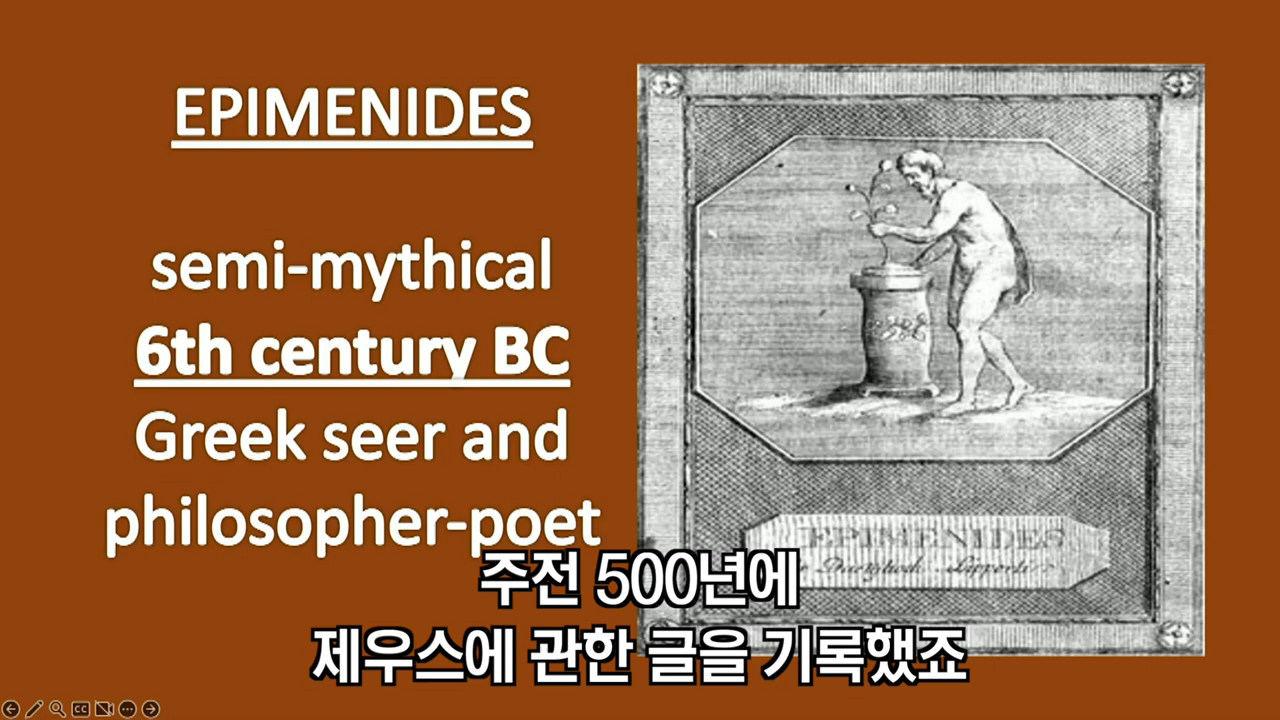 EPIMENIDES
semi-mythical
6th century BC
Greek seer and
philosopher-poet
EPIMENIDES
주전 500년에
제우스에 관한 글을 기록했죠
CC